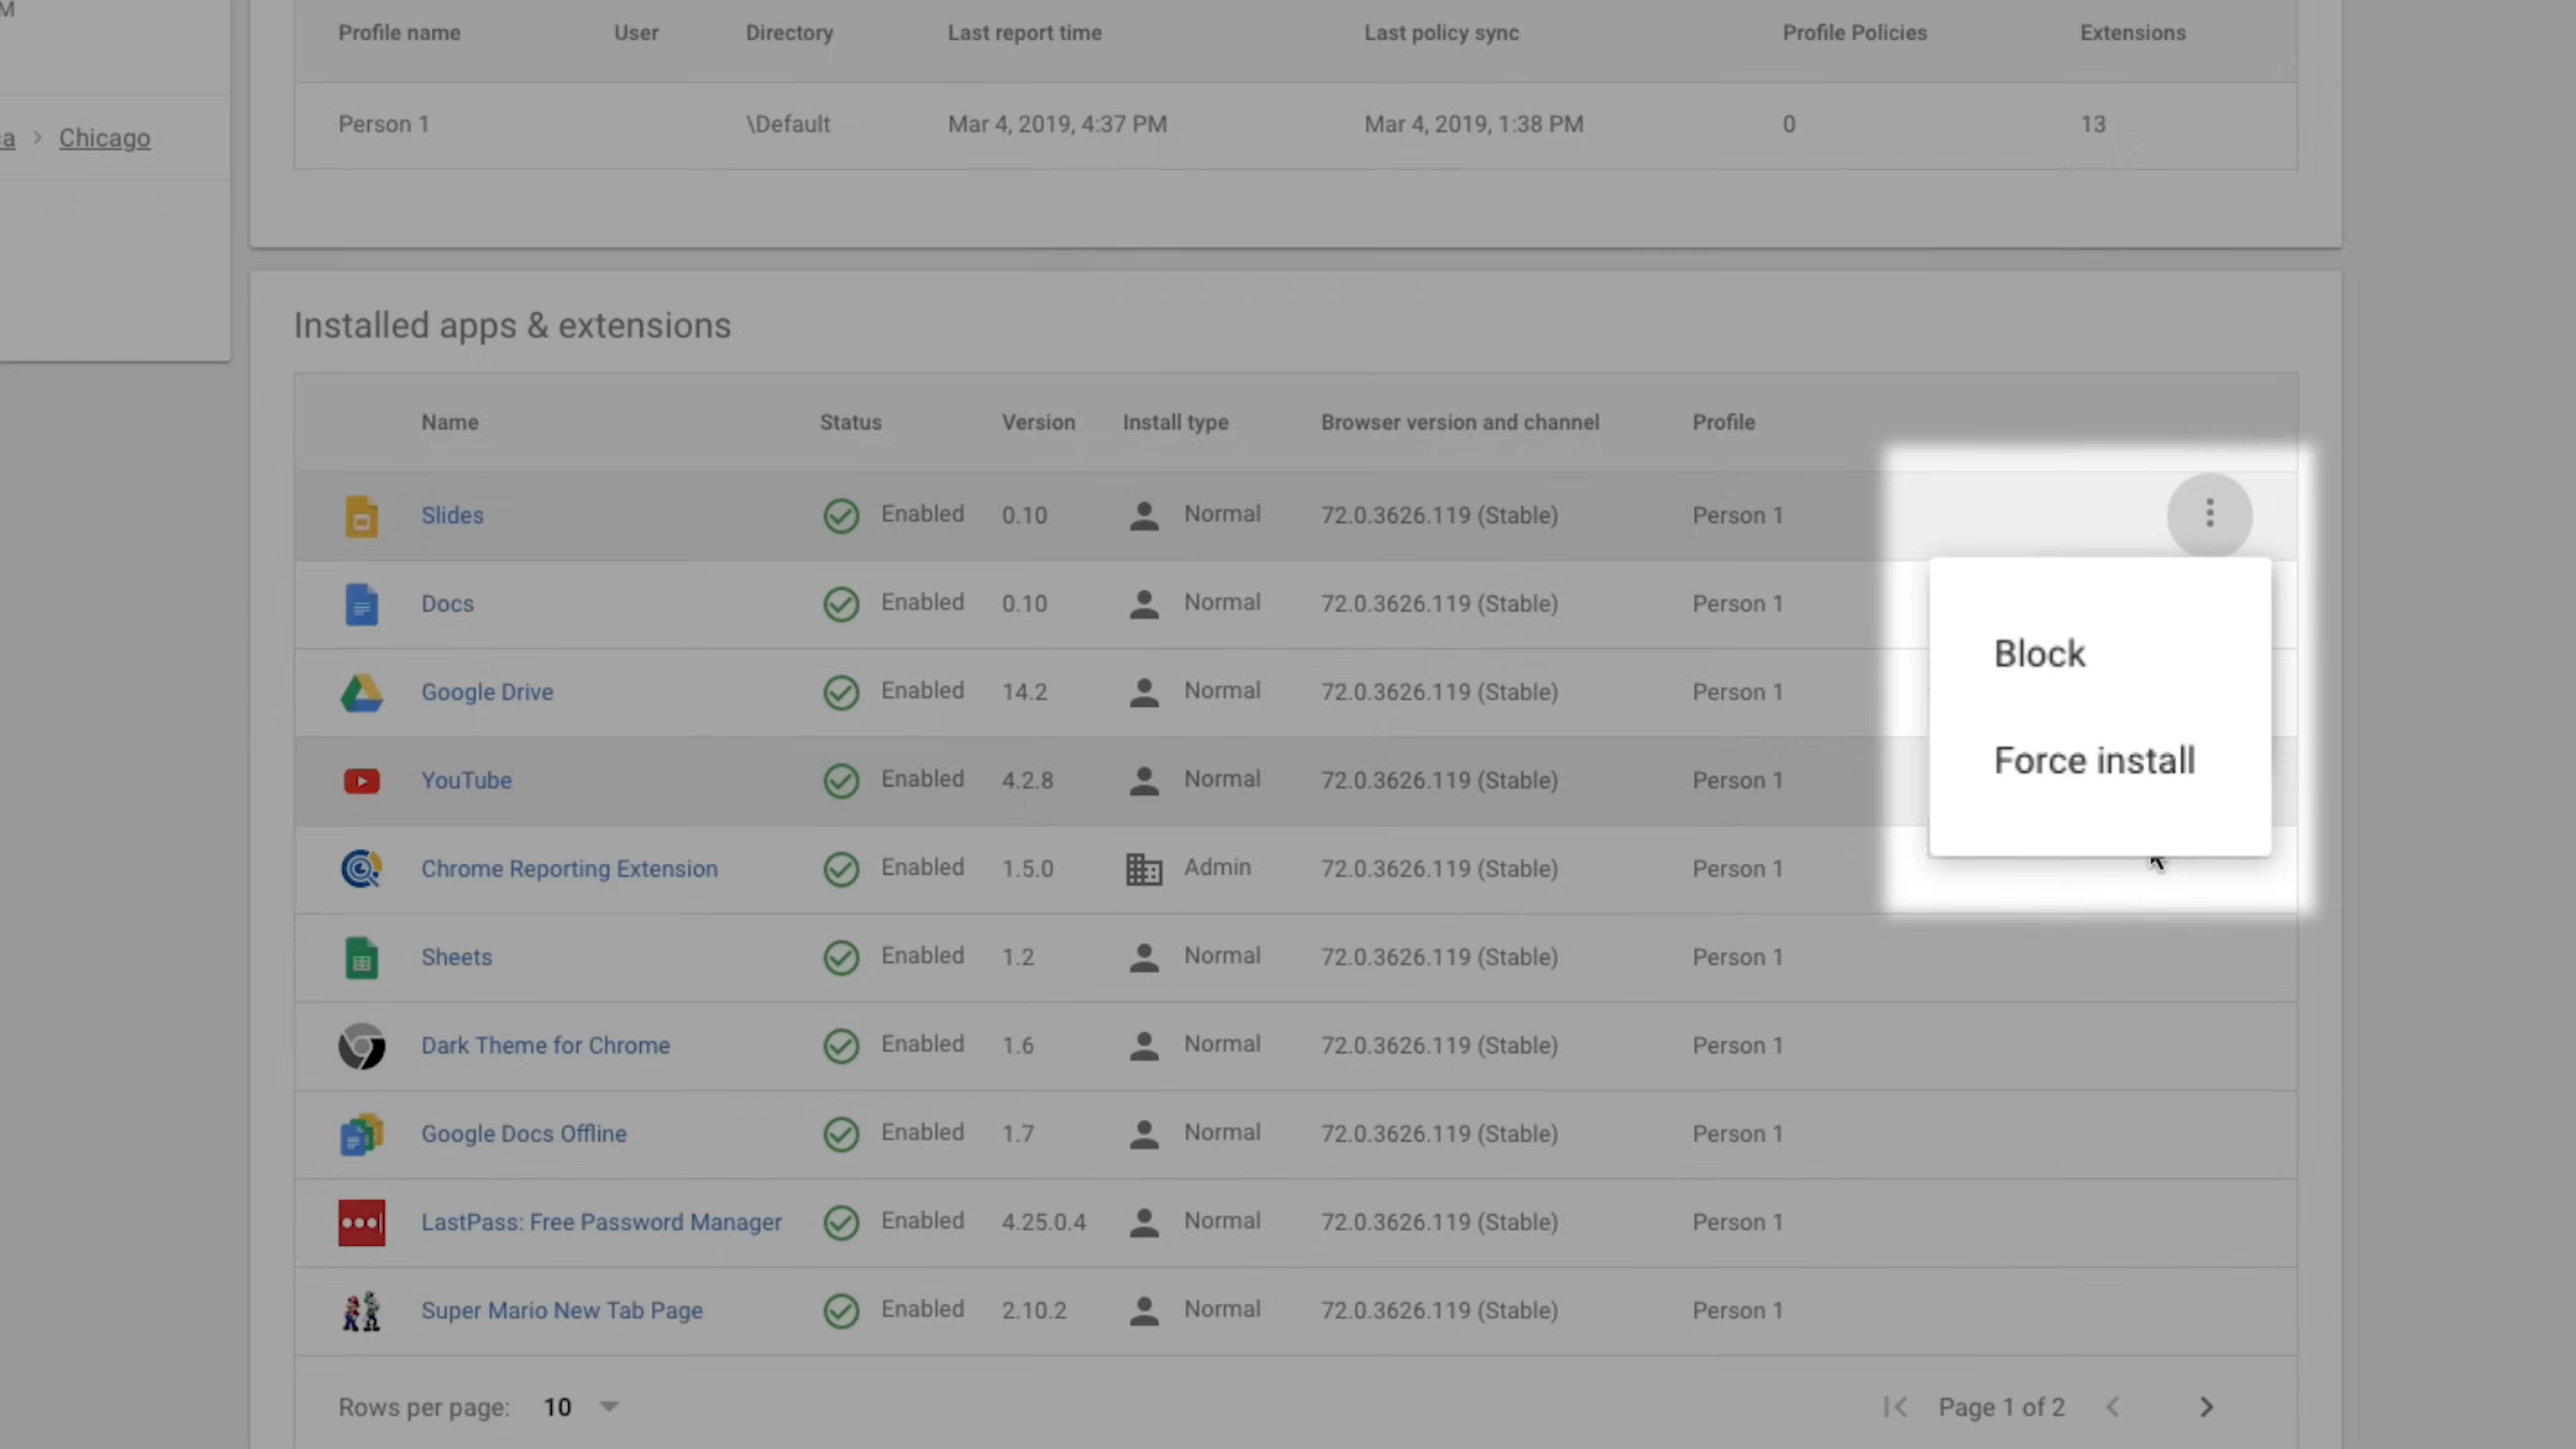 M
Profile name User Directory Last report time Last policy sync Profile Policies Extensions
Person 1 \Default Mar 4, 2019, 4:37 PM Mar 4, 2019, 1:38 PM 0 13
ca > Chicago
Installed apps & extensions
Name Status Version Install type Browser version and channel Profile
Slides Enabled 0.10 Normal 72.0.3626.119 (Stable) Person 1
Docs Enabled 0.10 Normal 72.0.3626.119 (Stable) Person 1
Block
Google Drive Enabled 14.2 Normal 72.0.3626.119 (Stable) Person 1
Force install
YouTube Enabled 4.2.8 Normal 72.0.3626.119 (Stable) Person 1
Chrome Reporting Extension Enabled 1.5.0 Admin 72.0.3626.119 (Stable) Person 1
Sheets Enabled 1.2 Normal 72.0.3626.119 (Stable) Person 1
Dark Theme for Chrome Enabled 1.6 Normal 72.0.3626.119 (Stable) Person 1
Google Docs Offline Enabled 1.7 Normal 72.0.3626.119 (Stable) Person 1
LastPass: Free Password Manager Enabled 4.25.0.4 Normal 72.0.3626.119 (Stable) Person 1
Super Mario New Tab Page Enabled 2.10.2 Normal 72.0.3626.119 (Stable) Person 1
Rows per page: 10 Page 1 of 2